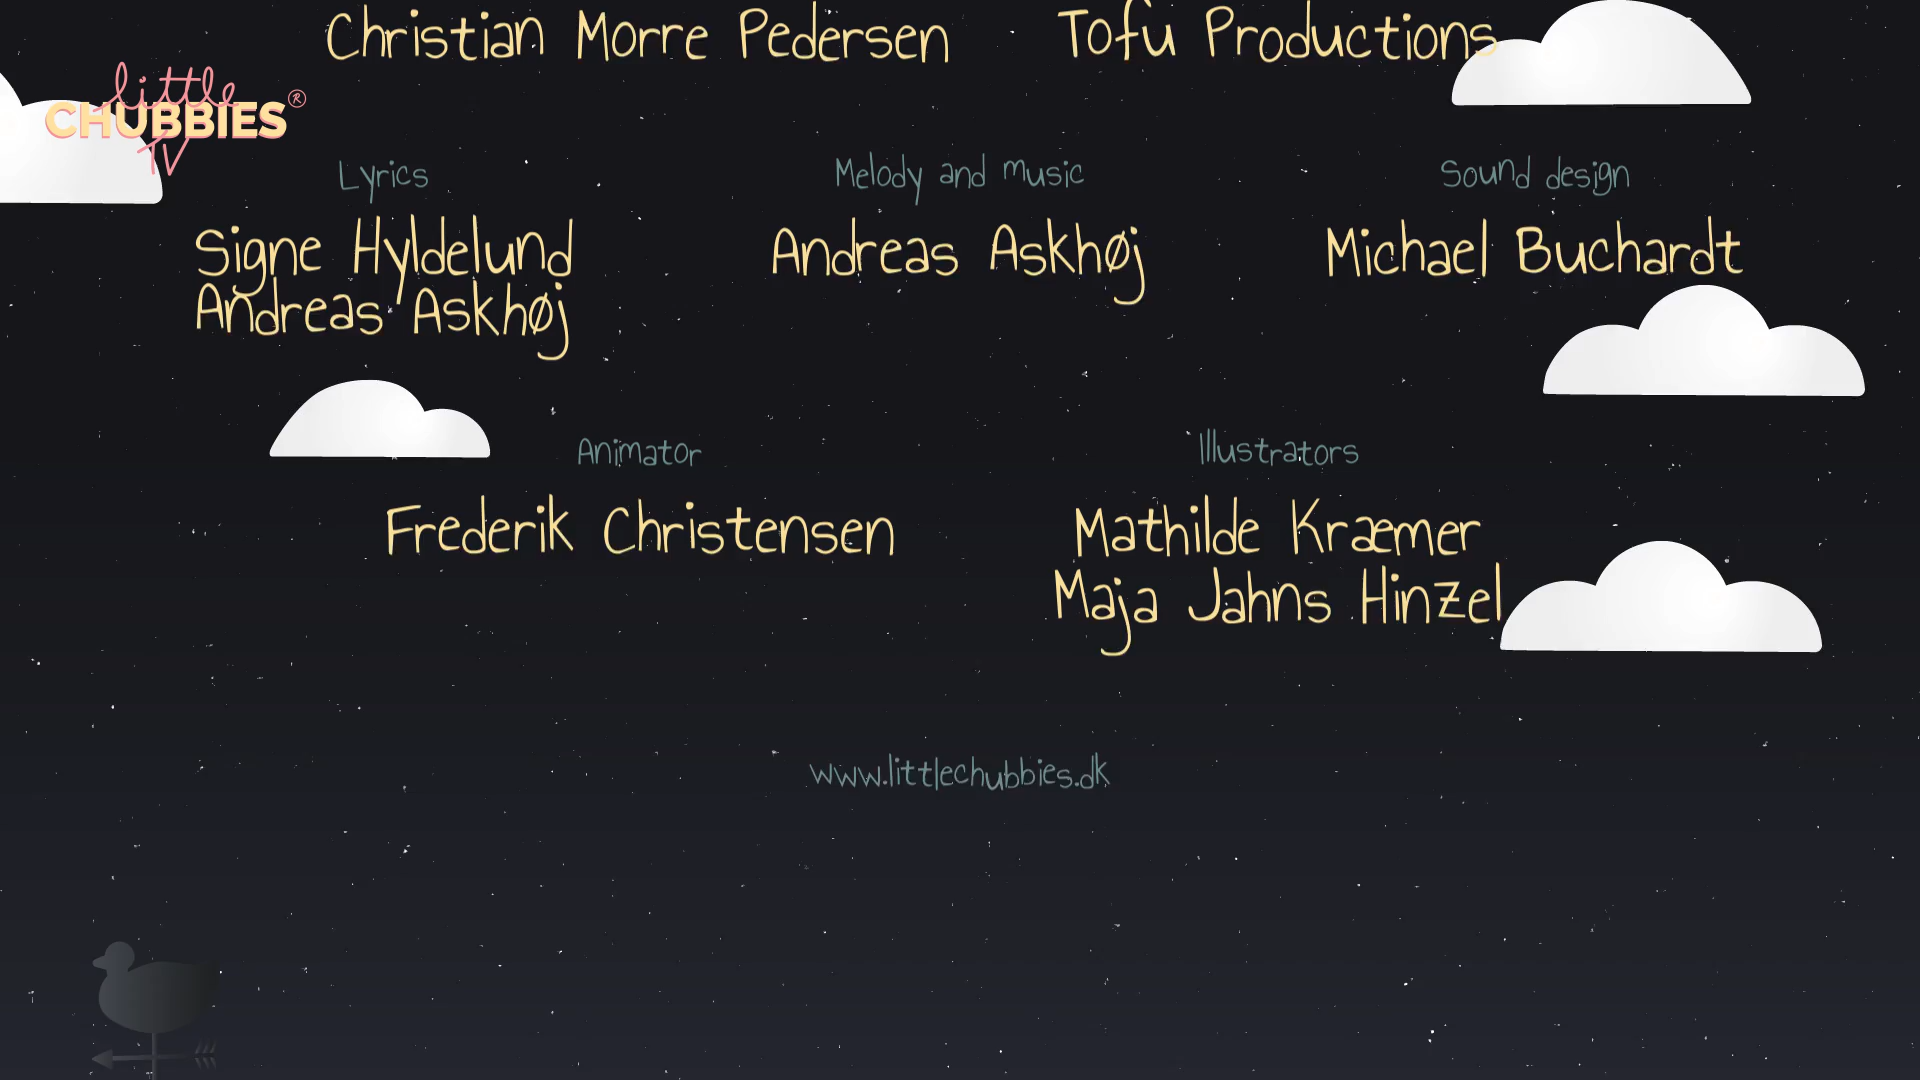 Christian Morre Pedersen
Tofu Productions
little
CHUBBIES®
TV
Lyrics
Signe Hyldelund
Andreas Askhøj
Melody and music
Andreas Askhøj
Sound design
Michael Buchardt
Animator
Frederik Christensen
Illustrators
Mathilde Kræmer
Maja Jahns Hinzel
www.littlechubbies.dk